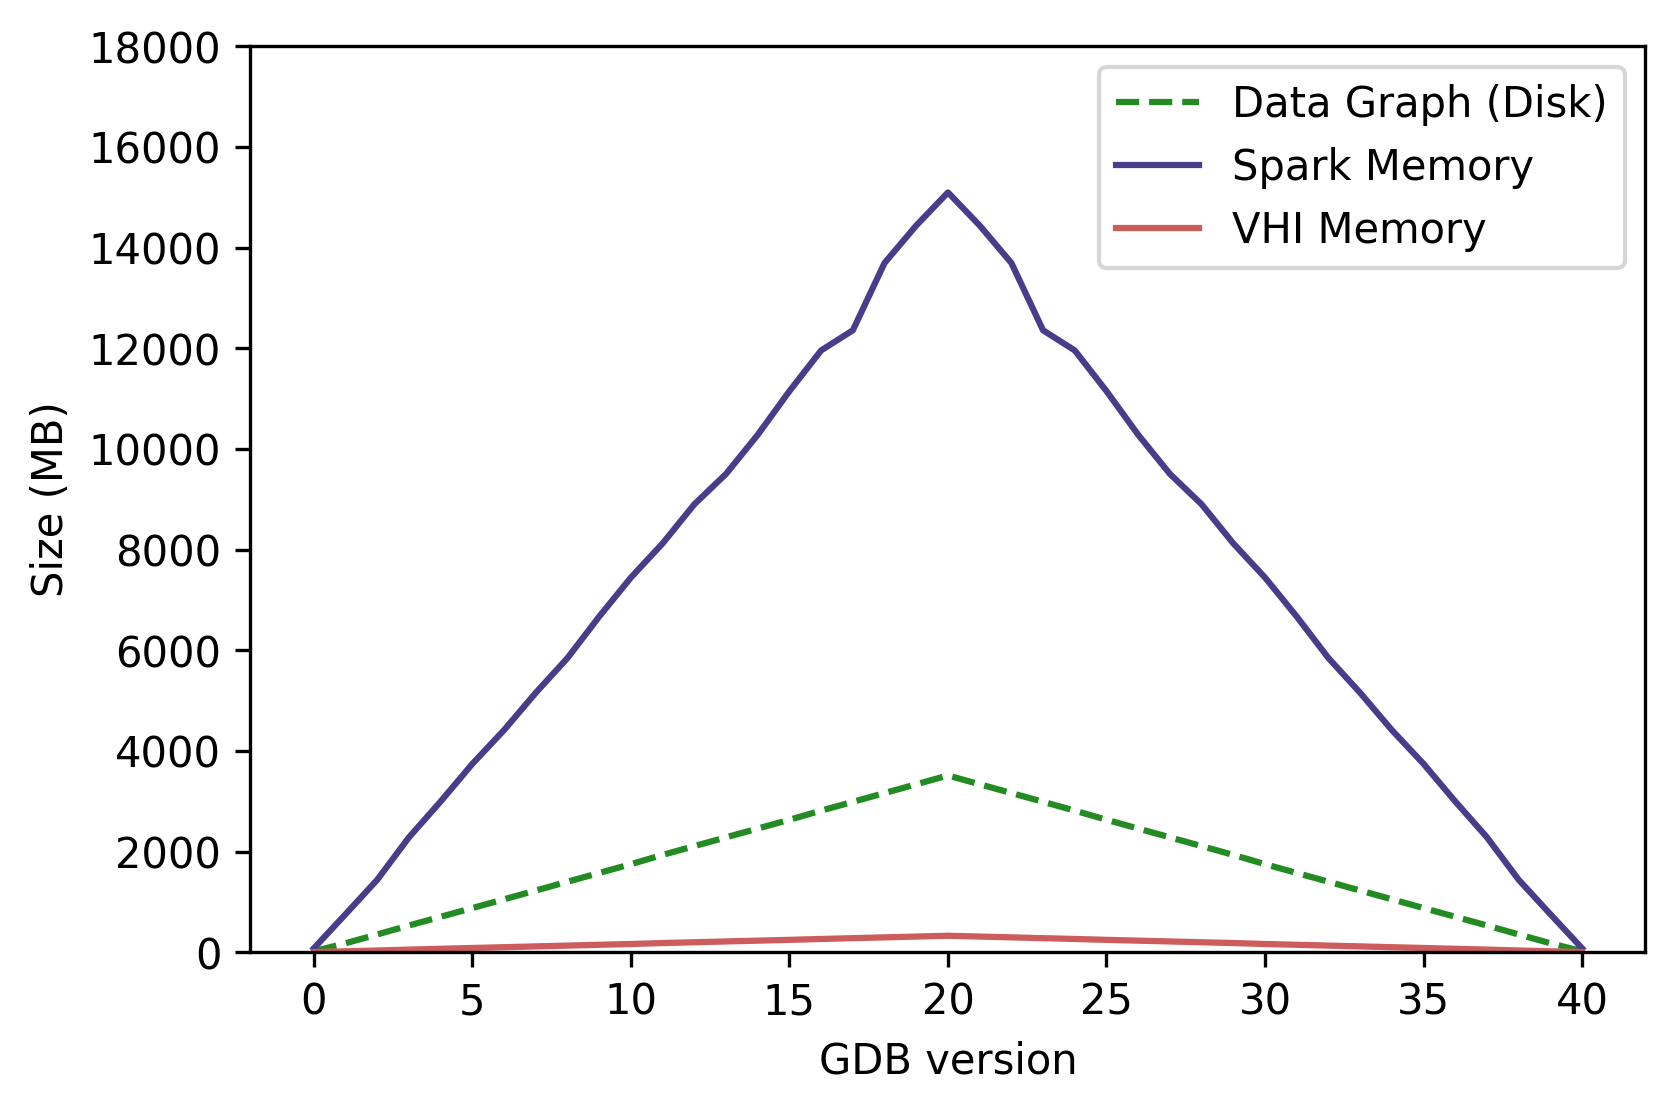 18000
16000
14000
12000
10000
8000
6000
4000
2000
0
Size (MB)
Data Graph (Disk)
Spark Memory
VHI Memory
0 5 10 15 20 25 30 35 40
GDB version